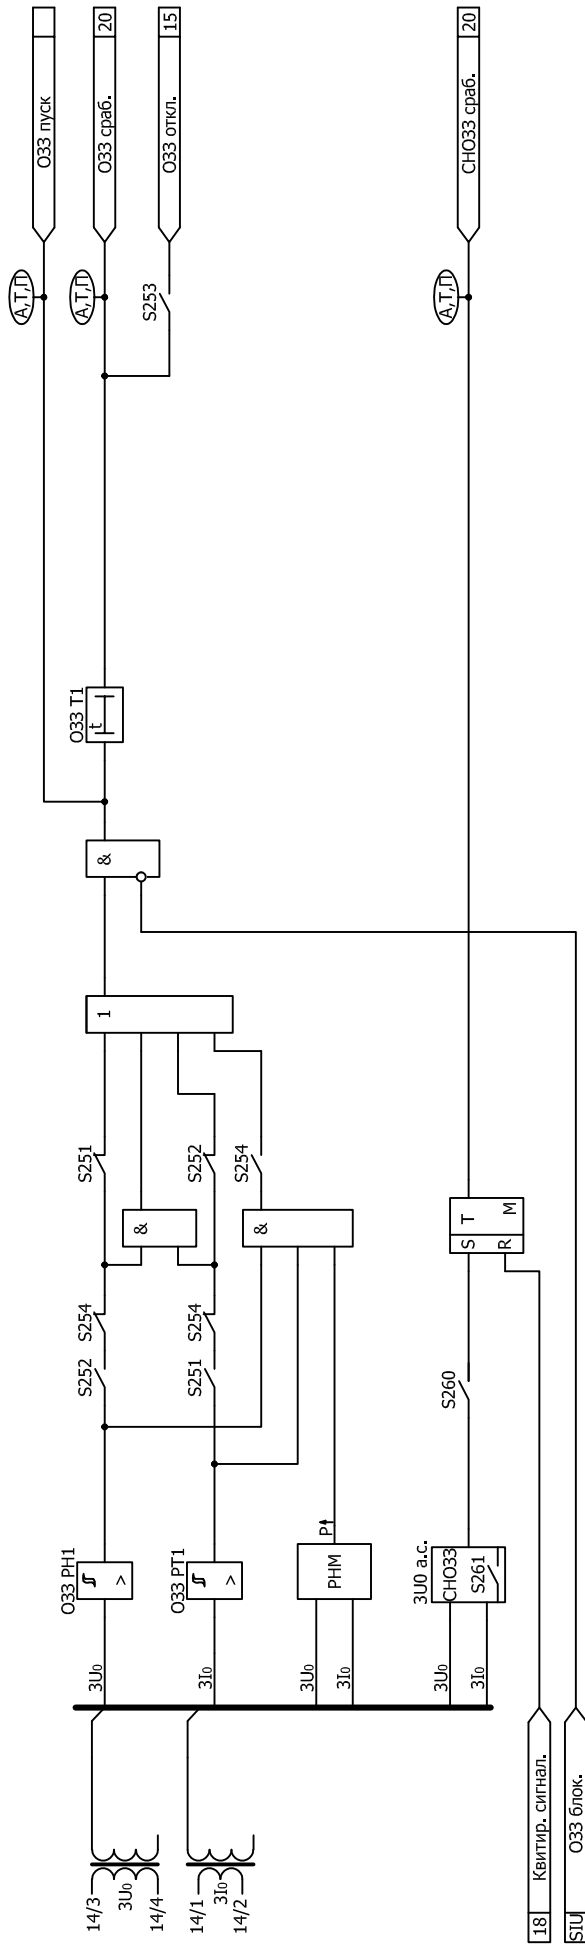 ОЗЗ пуск
А,Т,П
ОЗЗ сраб.
20
А,Т,П
ОЗЗ откл.
15
S253
СНОЗЗ сраб.
20
А,Т,П
ОЗЗ Т1
t
&
1
S251
&
S252
S254
&
S254
S252
S254
S251
ОЗЗ РН1
>
ОЗЗ РТ1
>
РНМ
Р
3U0
3I0
3U0
3I0
3U0
3I0
3U0 а.с.
СНОЗЗ
S261
S260
S
T
R
M
14/3
3U0
14/4
14/1
3I0
14/2
18
Квитир. сигнал.
SIU
ОЗЗ блок.